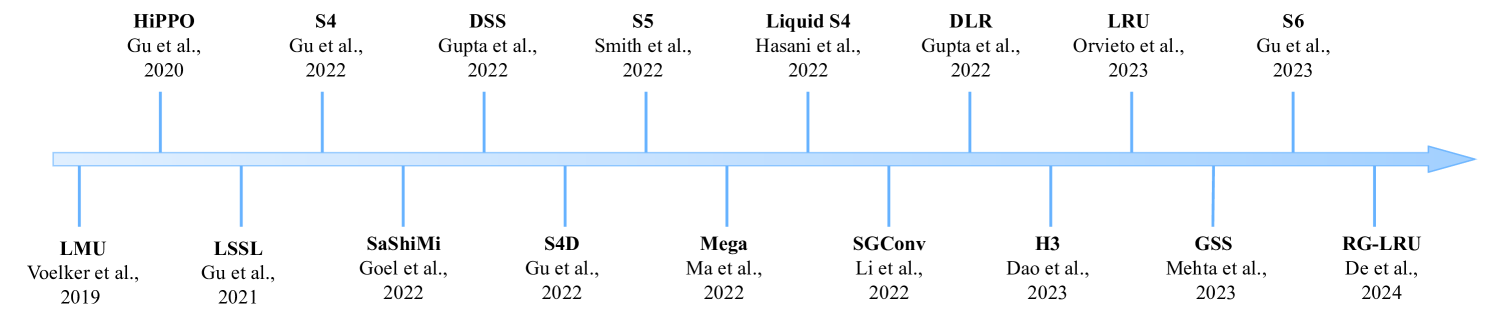 HiPPO
Gu et al.,
2020
S4
Gu et al.,
2022
DSS
Gupta et al.,
2022
S5
Smith et al.,
2022
Liquid S4
Hasani et al.,
2022
DLR
Gupta et al.,
2022
LRU
Orvieto et al.,
2023
S6
Gu et al.,
2023
LMU
Voelker et al.,
2019
LSSL
Gu et al.,
2021
SaShiMi
Goel et al.,
2022
S4D
Gu et al.,
2022
Mega
Ma et al.,
2022
SGConv
Li et al.,
2022
H3
Dao et al.,
2023
GSS
Mehta et al.,
2023
RG-LRU
De et al.,
2024